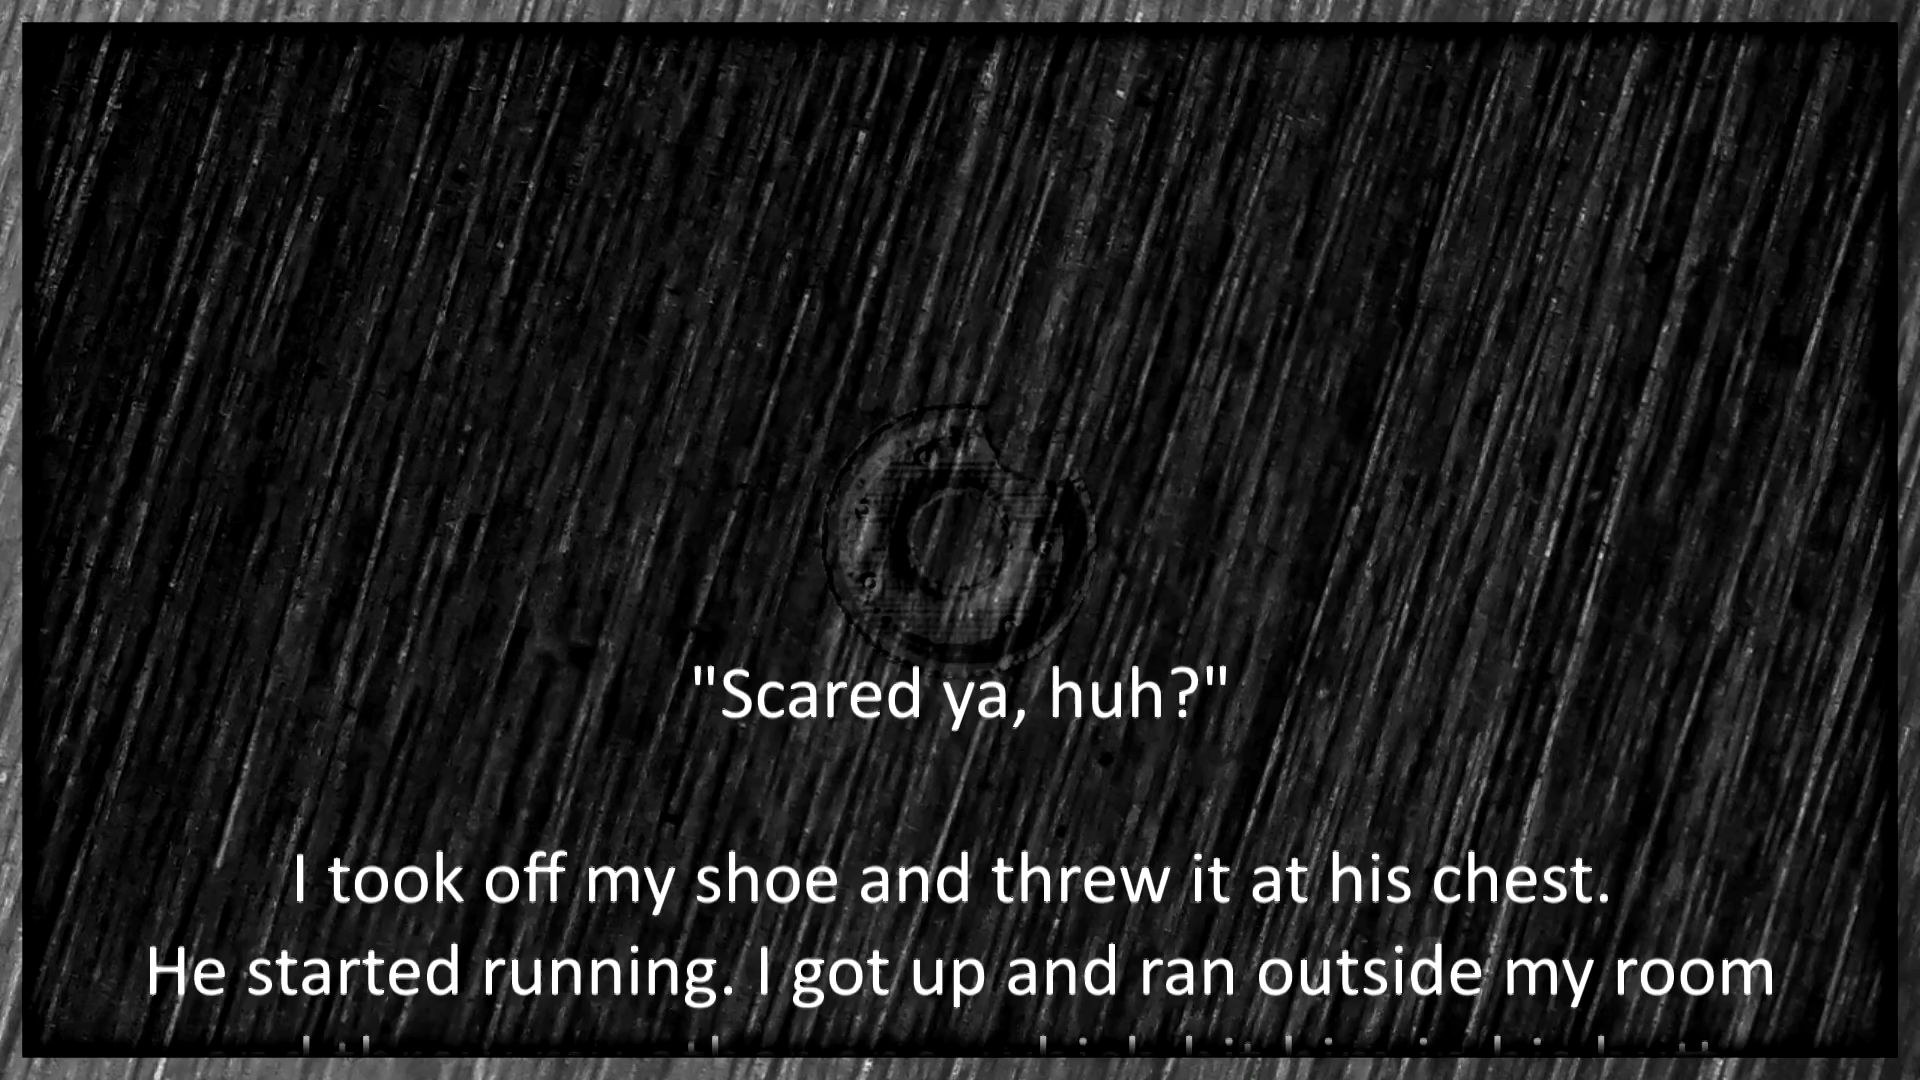 "Scared ya, huh?"
I took off my shoe and threw it at his chest.
He started running. I got up and ran outside my room